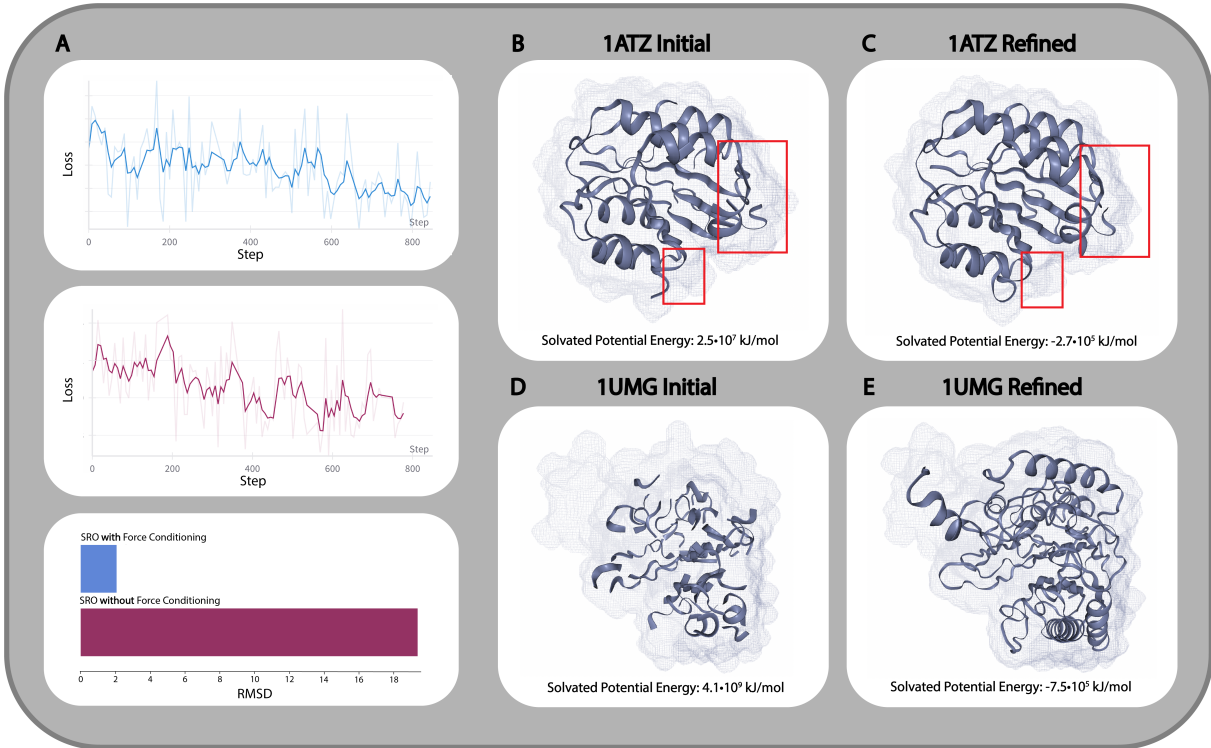 A
Loss
Step
0 200 400 600 800
Step
Loss
Step
0 200 400 600 800
Step
SRO with Force Conditioning
SRO without Force Conditioning
0 2 4 6 8 10 12 14 16 18
RMSD
B 1ATZ Initial
Solvated Potential Energy: 2.5•10⁷ kJ/mol
C 1ATZ Refined
Solvated Potential Energy: -2.7•10⁵ kJ/mol
D 1UMG Initial
Solvated Potential Energy: 4.1•10⁹ kJ/mol
E 1UMG Refined
Solvated Potential Energy: -7.5•10⁵ kJ/mol